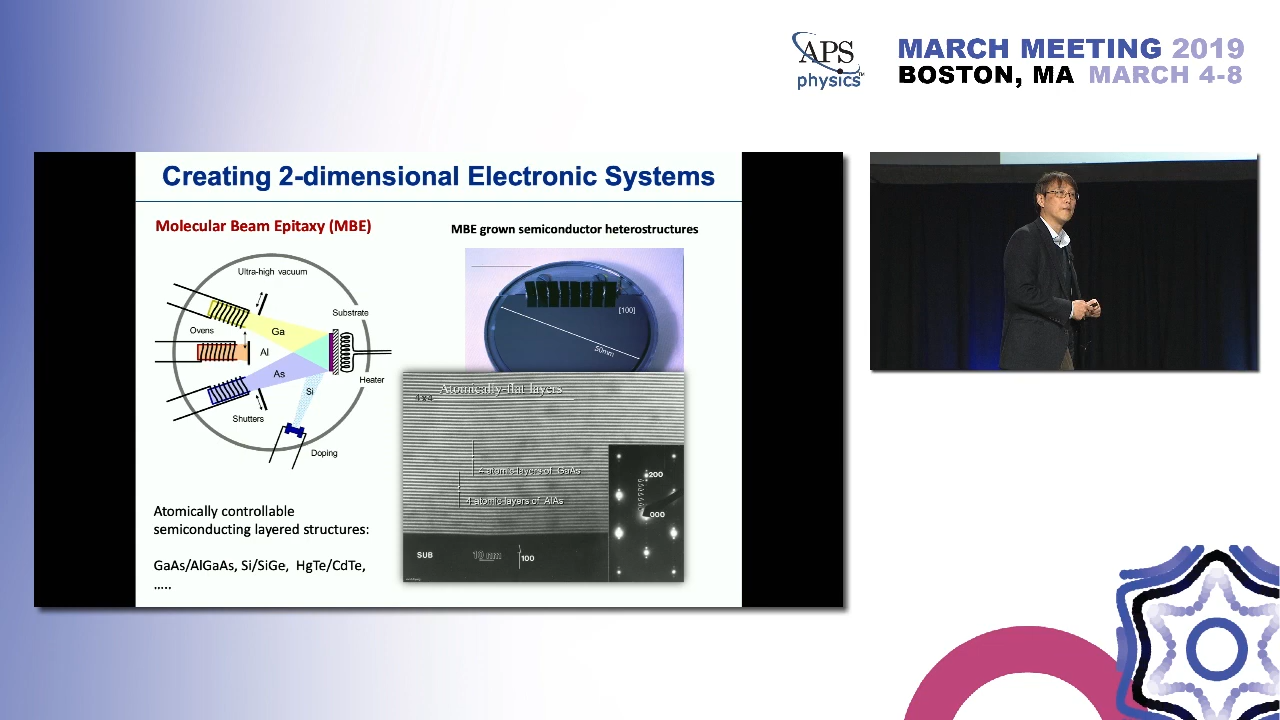 APS
physics™
MARCH MEETING 2019
BOSTON, MA MARCH 4-8
Creating 2-dimensional Electronic Systems
Molecular Beam Epitaxy (MBE)
Ultra-high vacuum
Substrate
Ovens
Ga
Al
As
Si
Heater
Shutters
Doping
Atomically controllable
semiconducting layered structures:
GaAs/AlGaAs, Si/SiGe, HgTe/CdTe,
.....
MBE grown semiconductor heterostructures
[100]
50mm
Atomically-flat layers
4x4
4 atomic layers of GaAs
4 atomic layers of AlAs
200
000
SUB
10 nm
100